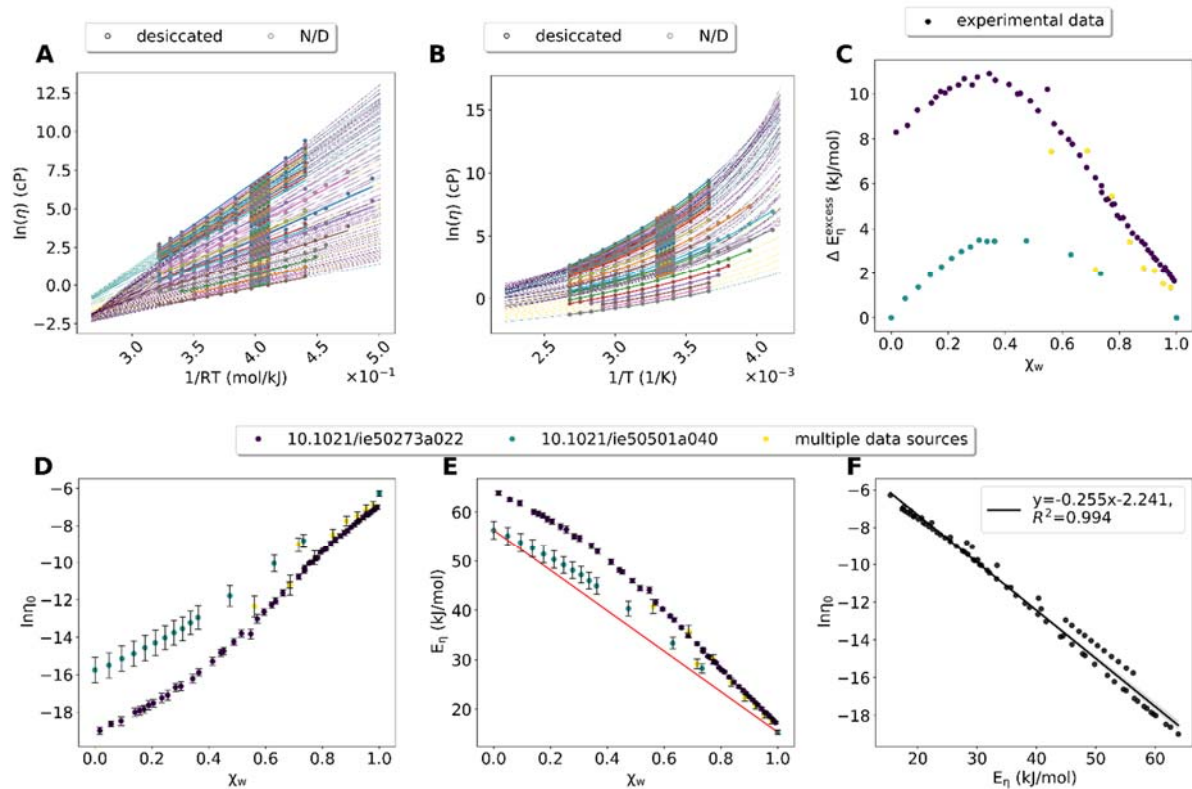 desiccated N/D
desiccated N/D
experimental data
A
B
C
12.5
10.0
7.5
5.0
2.5
0.0
−2.5
ln(η) (cP)
3.0
3.5
4.0
4.5
5.0
1/RT (mol/kJ)
×10⁻¹
15
10
5
0
ln(η) (cP)
2.5
3.0
3.5
4.0
1/T (1/K)
×10⁻³
10
8
6
4
2
0
Δ E_η^excess (kJ/mol)
0.0 0.2 0.4 0.6 0.8 1.0
χ_w
10.1021/ie50273a022 10.1021/ie50501a040 multiple data sources
D
E
F
−6
−8
−10
−12
−14
−16
−18
lnη₀
0.0 0.2 0.4 0.6 0.8 1.0
χ_w
60
50
40
30
20
E_η (kJ/mol)
0.0 0.2 0.4 0.6 0.8 1.0
χ_w
y=-0.255x-2.241,
R²=0.994
−6
−8
−10
−12
−14
−16
−18
lnη₀
20 30 40 50 60
E_η (kJ/mol)